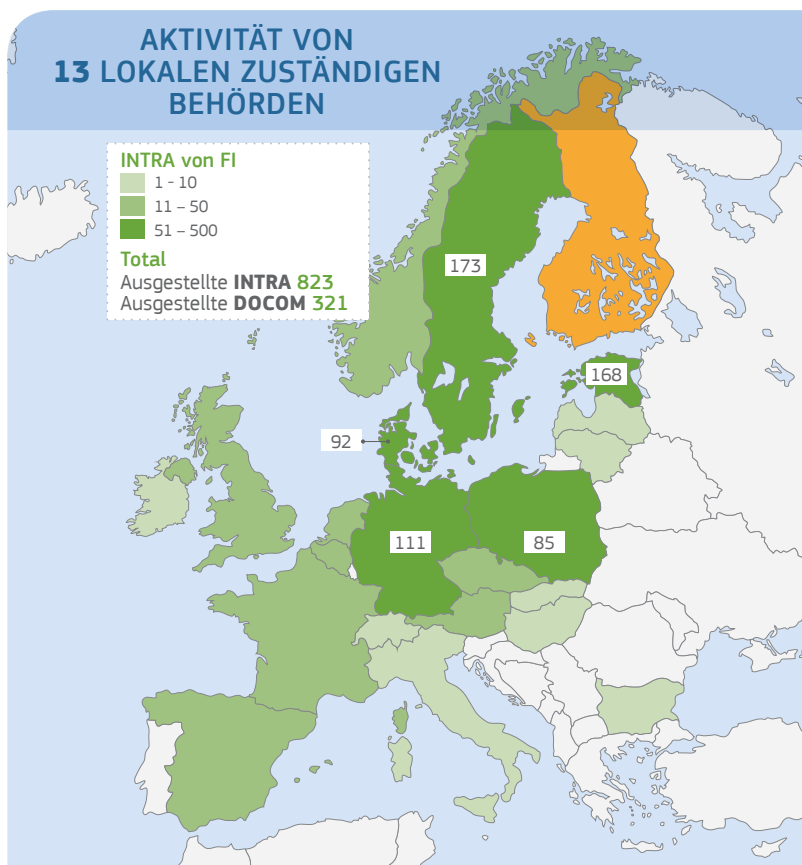 AKTIVITÄT VON
13 LOKALEN ZUSTÄNDIGEN
BEHÖRDEN
INTRA von FI
1 - 10
11 – 50
51 – 500
Total
Ausgestellte INTRA 823
Ausgestellte DOCOM 321
173
168
92
111
85